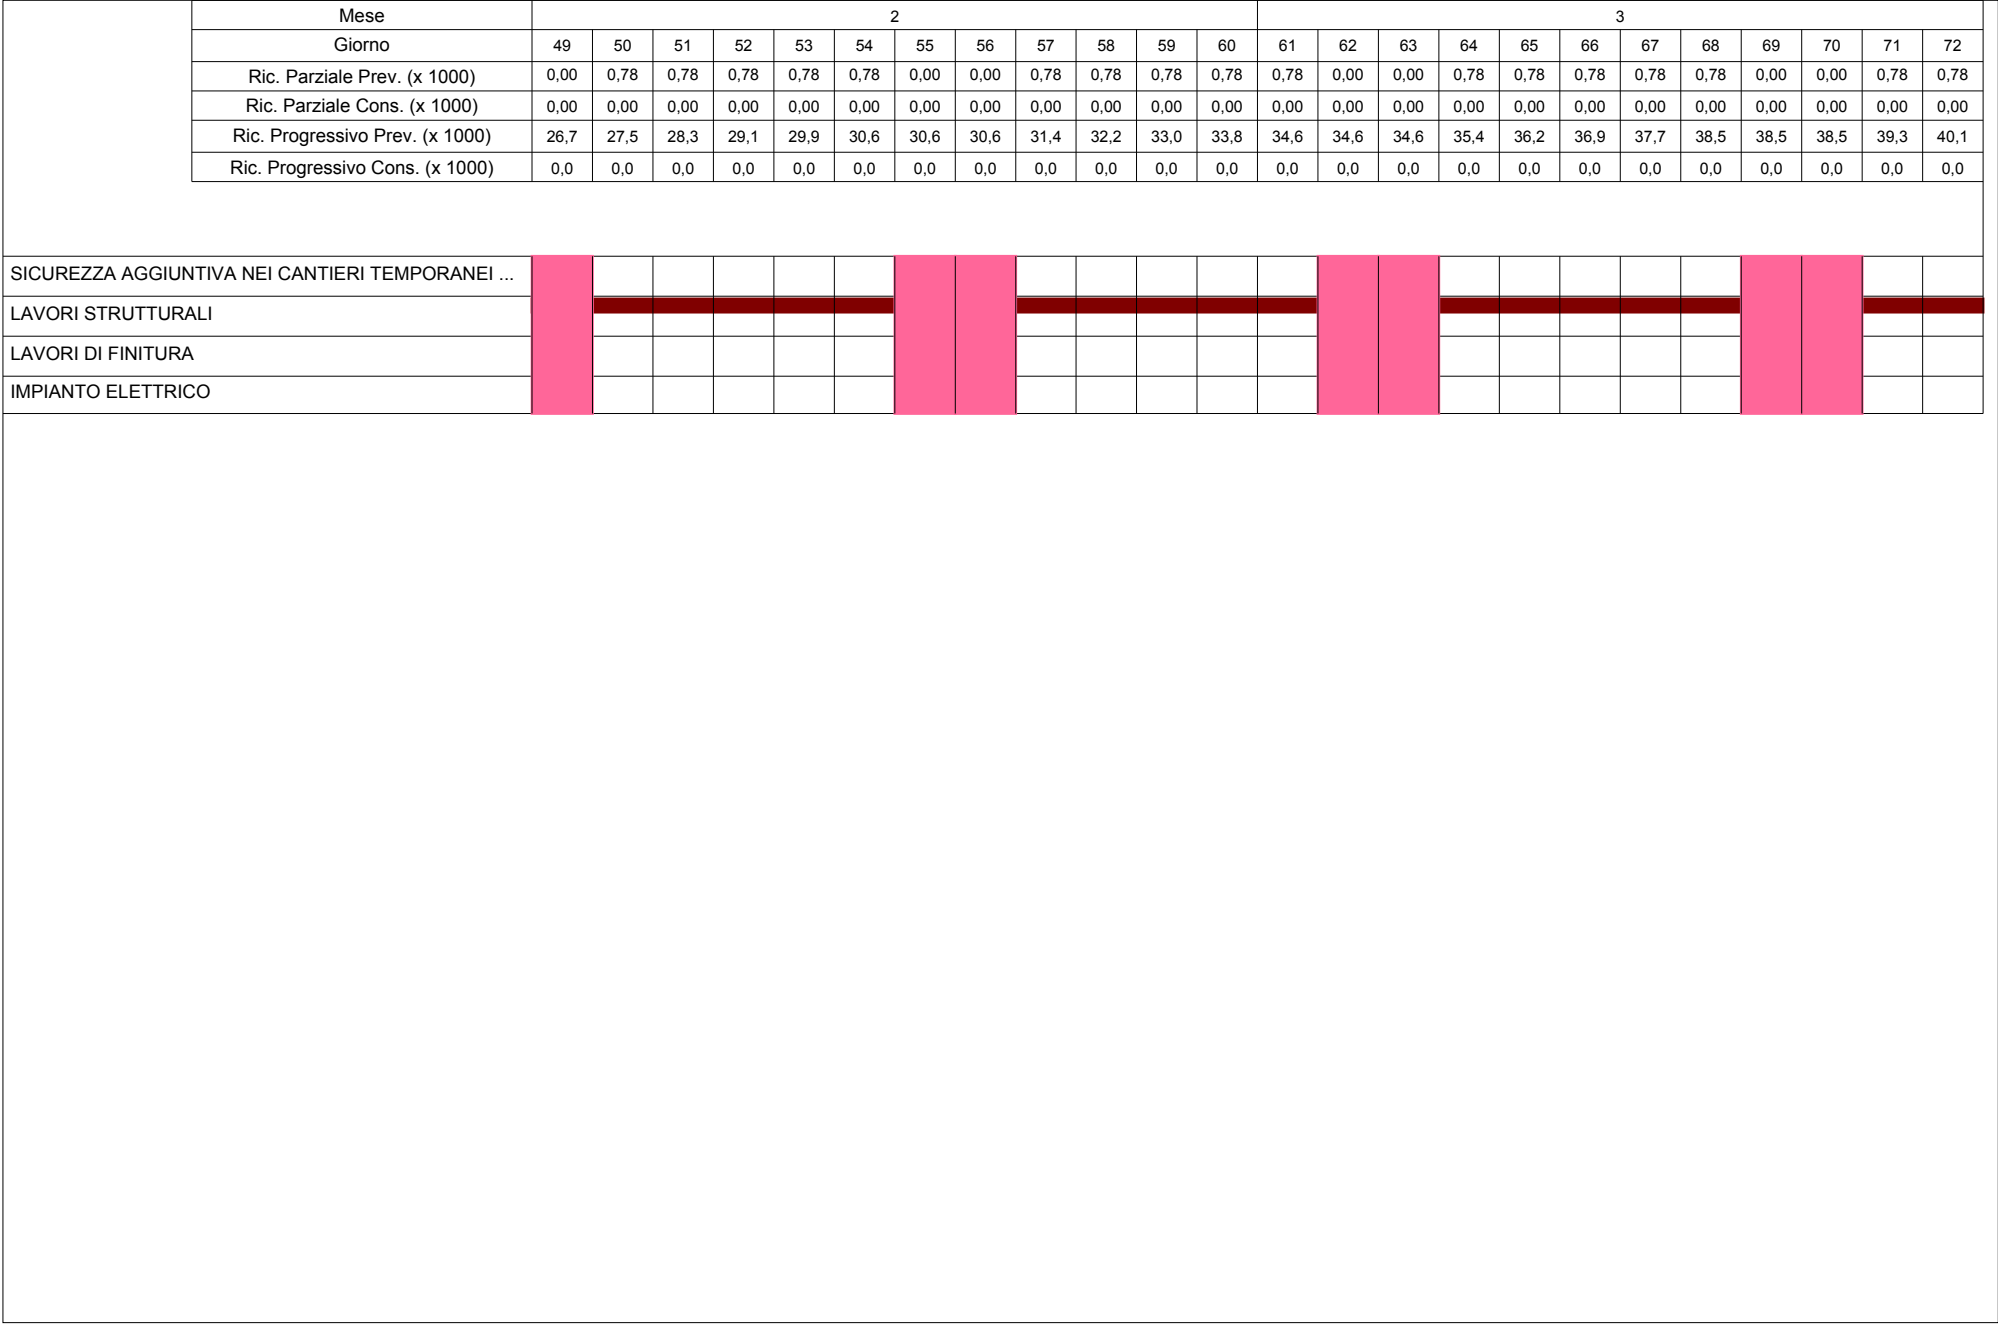 Mese 2 3
Giorno 49 50 51 52 53 54 55 56 57 58 59 60 61 62 63 64 65 66 67 68 69 70 71 72
Ric. Parziale Prev. (x 1000) 0,00 0,78 0,78 0,78 0,78 0,78 0,00 0,00 0,78 0,78 0,78 0,78 0,78 0,00 0,00 0,78 0,78 0,78 0,78 0,78 0,00 0,00 0,78 0,78
Ric. Parziale Cons. (x 1000) 0,00 0,00 0,00 0,00 0,00 0,00 0,00 0,00 0,00 0,00 0,00 0,00 0,00 0,00 0,00 0,00 0,00 0,00 0,00 0,00 0,00 0,00 0,00 0,00
Ric. Progressivo Prev. (x 1000) 26,7 27,5 28,3 29,1 29,9 30,6 30,6 30,6 31,4 32,2 33,0 33,8 34,6 34,6 34,6 35,4 36,2 36,9 37,7 38,5 38,5 38,5 39,3 40,1
Ric. Progressivo Cons. (x 1000) 0,0 0,0 0,0 0,0 0,0 0,0 0,0 0,0 0,0 0,0 0,0 0,0 0,0 0,0 0,0 0,0 0,0 0,0 0,0 0,0 0,0 0,0 0,0 0,0
SICUREZZA AGGIUNTIVA NEI CANTIERI TEMPORANEI ...
LAVORI STRUTTURALI
LAVORI DI FINITURA
IMPIANTO ELETTRICO